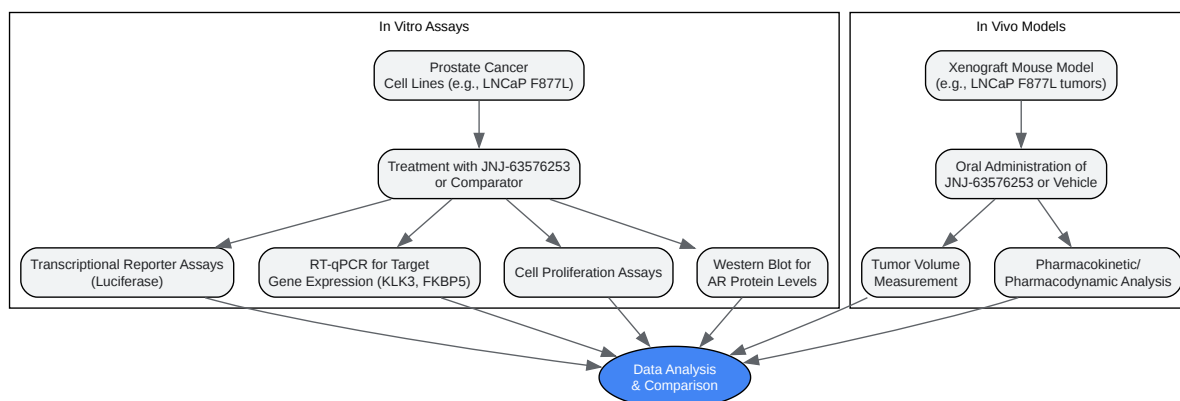 In Vitro Assays
In Vivo Models
Prostate Cancer
Cell Lines (e.g., LNCaP F877L)
Xenograft Mouse Model
(e.g., LNCaP F877L tumors)
Treatment with JNJ-63576253
or Comparator
Oral Administration of
JNJ-63576253 or Vehicle
Transcriptional Reporter Assays
(Luciferase)
RT-qPCR for Target
Gene Expression (KLK3, FKBP5)
Cell Proliferation Assays
Western Blot for
AR Protein Levels
Tumor Volume
Measurement
Pharmacokinetic/
Pharmacodynamic Analysis
Data Analysis
& Comparison